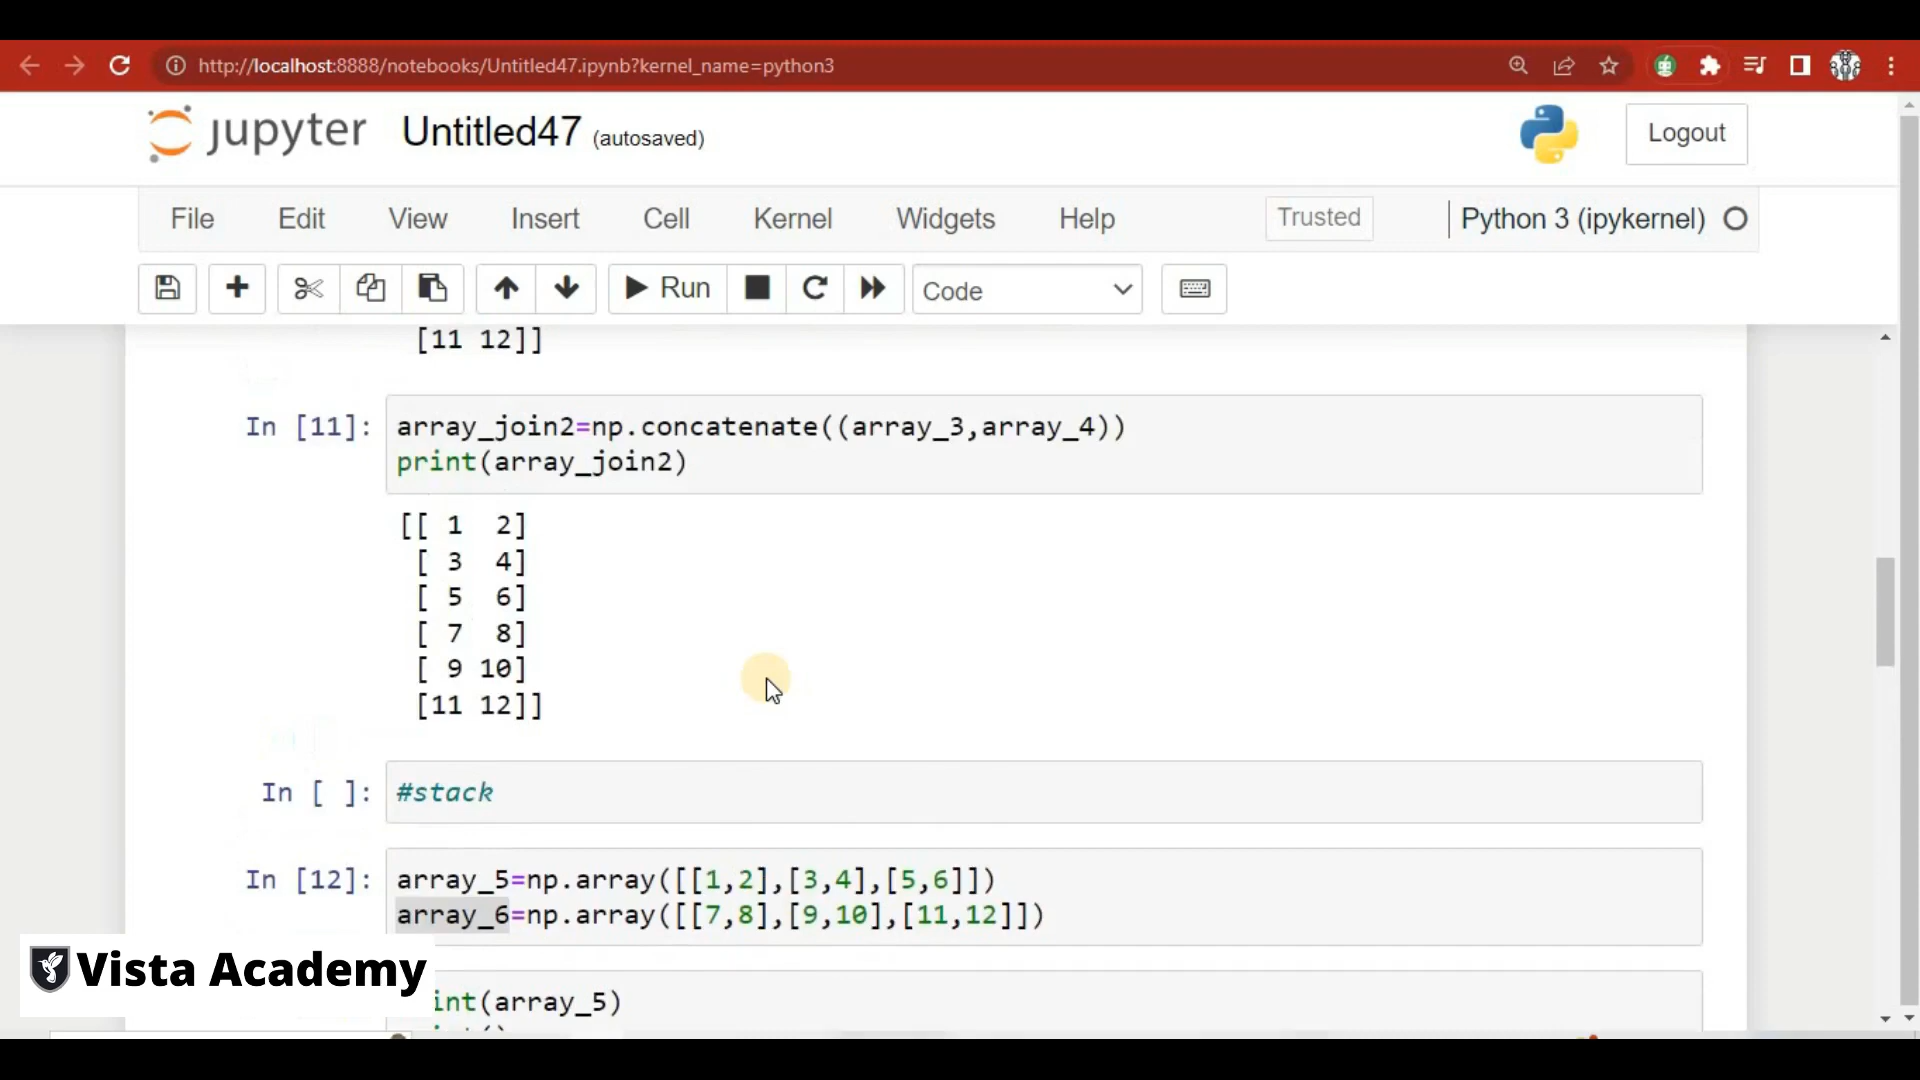 http://localhost:8888/notebooks/Untitled47.ipynb?kernel_name=python3
jupyter Untitled47 (autosaved)
Logout
File Edit View Insert Cell Kernel Widgets Help Trusted Python 3 (ipykernel)
Run Code
[11 12]]
In [11]: array_join2=np.concatenate((array_3,array_4))
print(array_join2)
[[ 1  2]
[ 3  4]
[ 5  6]
[ 7  8]
[ 9 10]
[11 12]]
In [ ]: #stack
In [12]: array_5=np.array([[1,2],[3,4],[5,6]])
array_6=np.array([[7,8],[9,10],[11,12]])
Vista Academy
int(array_5)